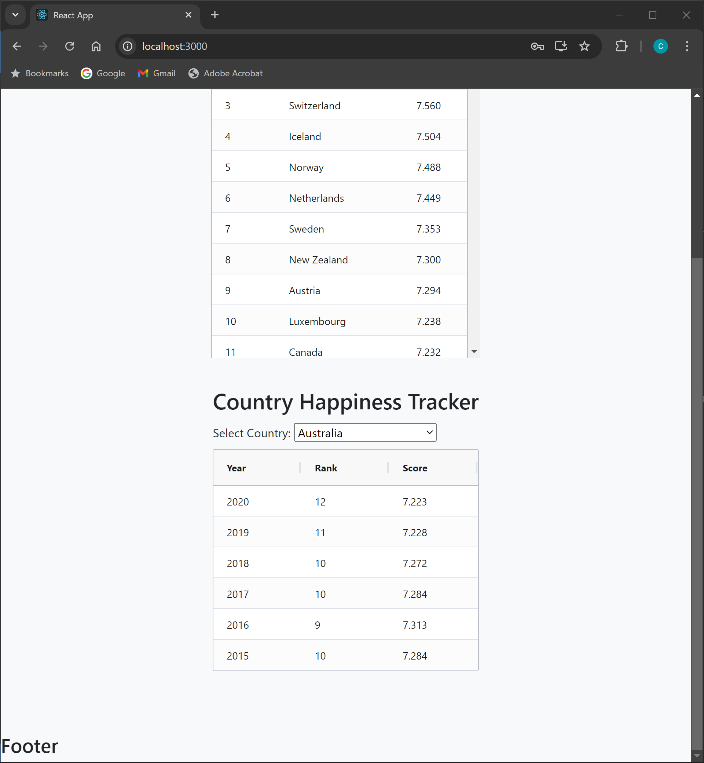 React App
localhost:3000
C
Bookmarks Google Gmail Adobe Acrobat
3 Switzerland 7.560
4 Iceland 7.504
5 Norway 7.488
6 Netherlands 7.449
7 Sweden 7.353
8 New Zealand 7.300
9 Austria 7.294
10 Luxembourg 7.238
11 Canada 7.232
Country Happiness Tracker
Select Country: Australia
Year Rank Score
2020 12 7.223
2019 11 7.228
2018 10 7.272
2017 10 7.284
2016 9 7.313
2015 10 7.284
Footer